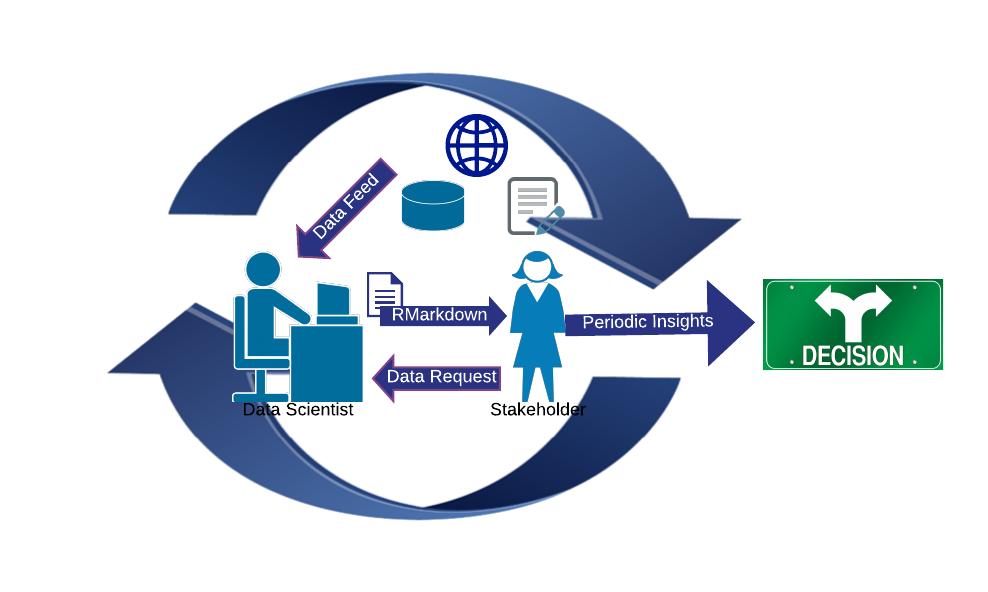 Data Feed
RMarkdown
Periodic Insights
DECISION
Data Request
Data Scientist
Stakeholder